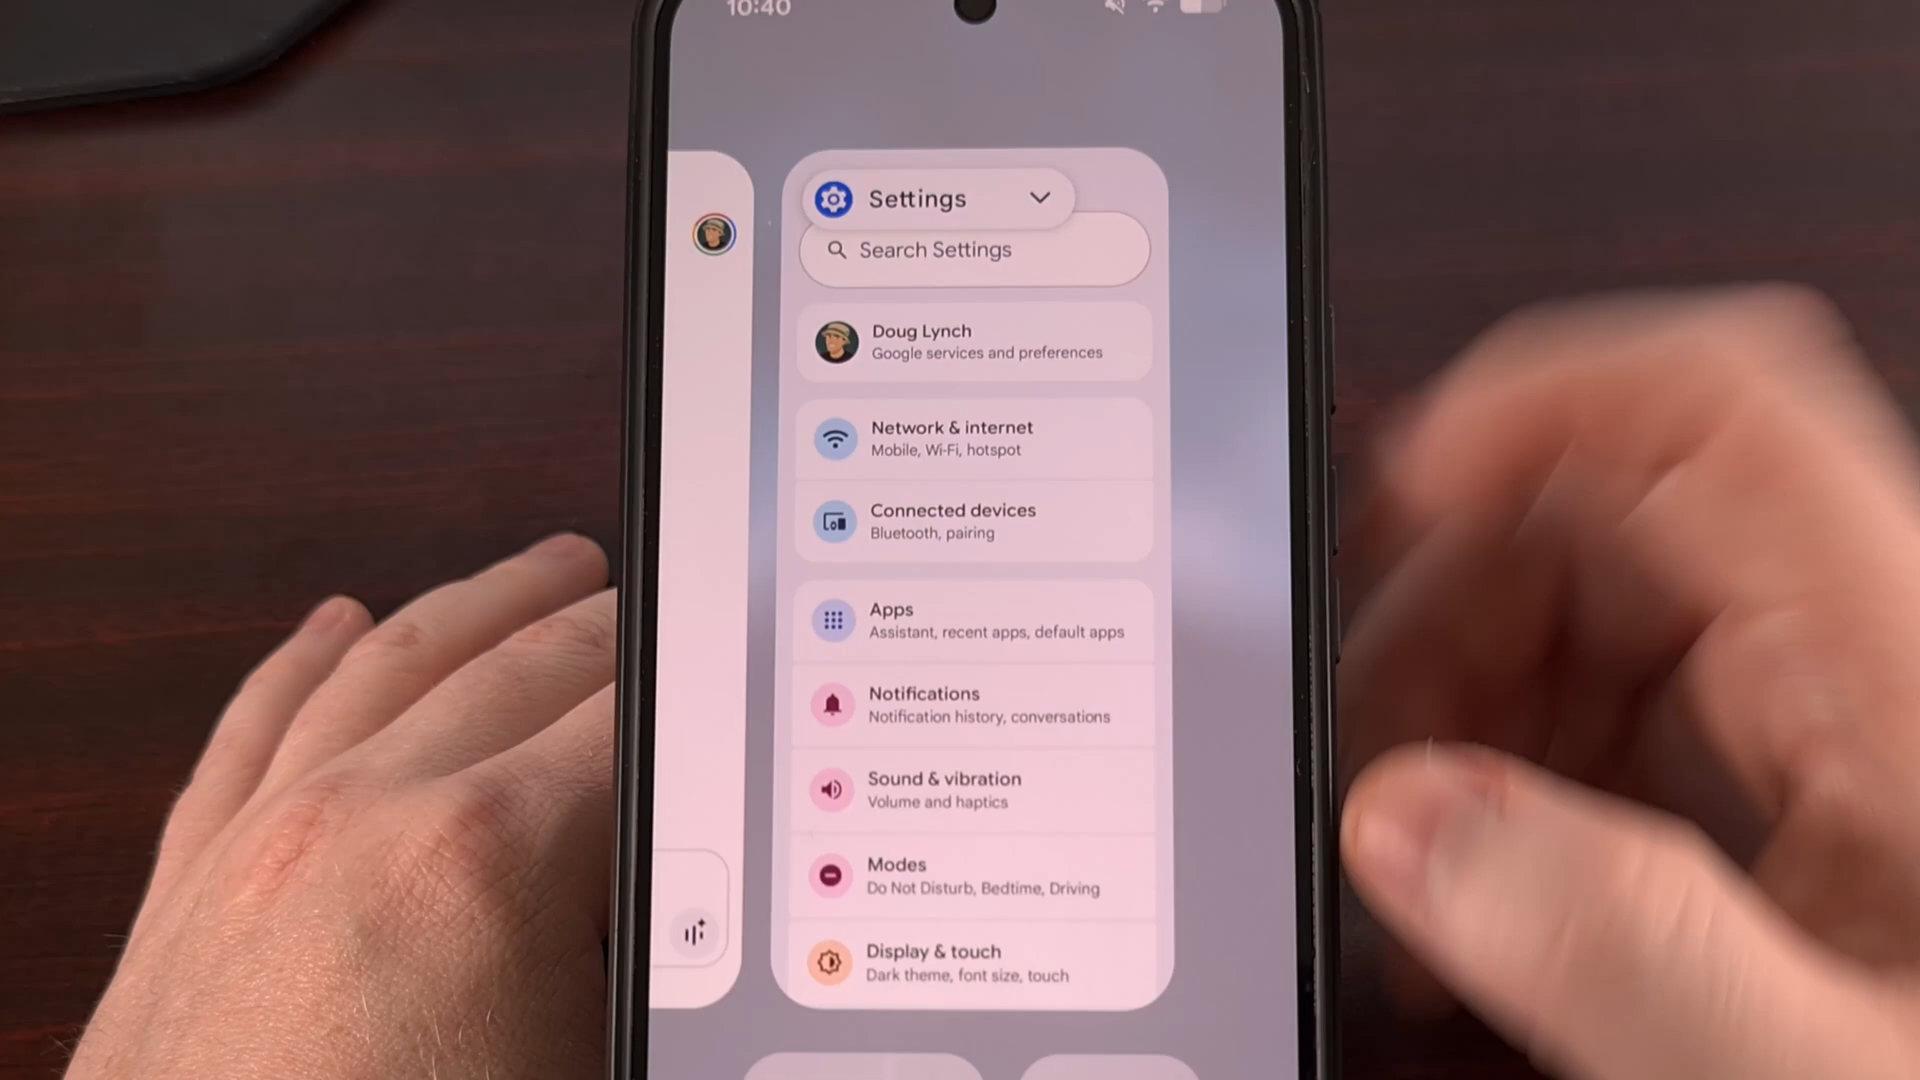 10:40
Settings
Search Settings
Doug Lynch
Google services and preferences
Network & internet
Mobile, Wi-Fi, hotspot
Connected devices
Bluetooth, pairing
Apps
Assistant, recent apps, default apps
Notifications
Notification history, conversations
Sound & vibration
Volume and haptics
Modes
Do Not Disturb, Bedtime, Driving
Display & touch
Dark theme, font size, touch